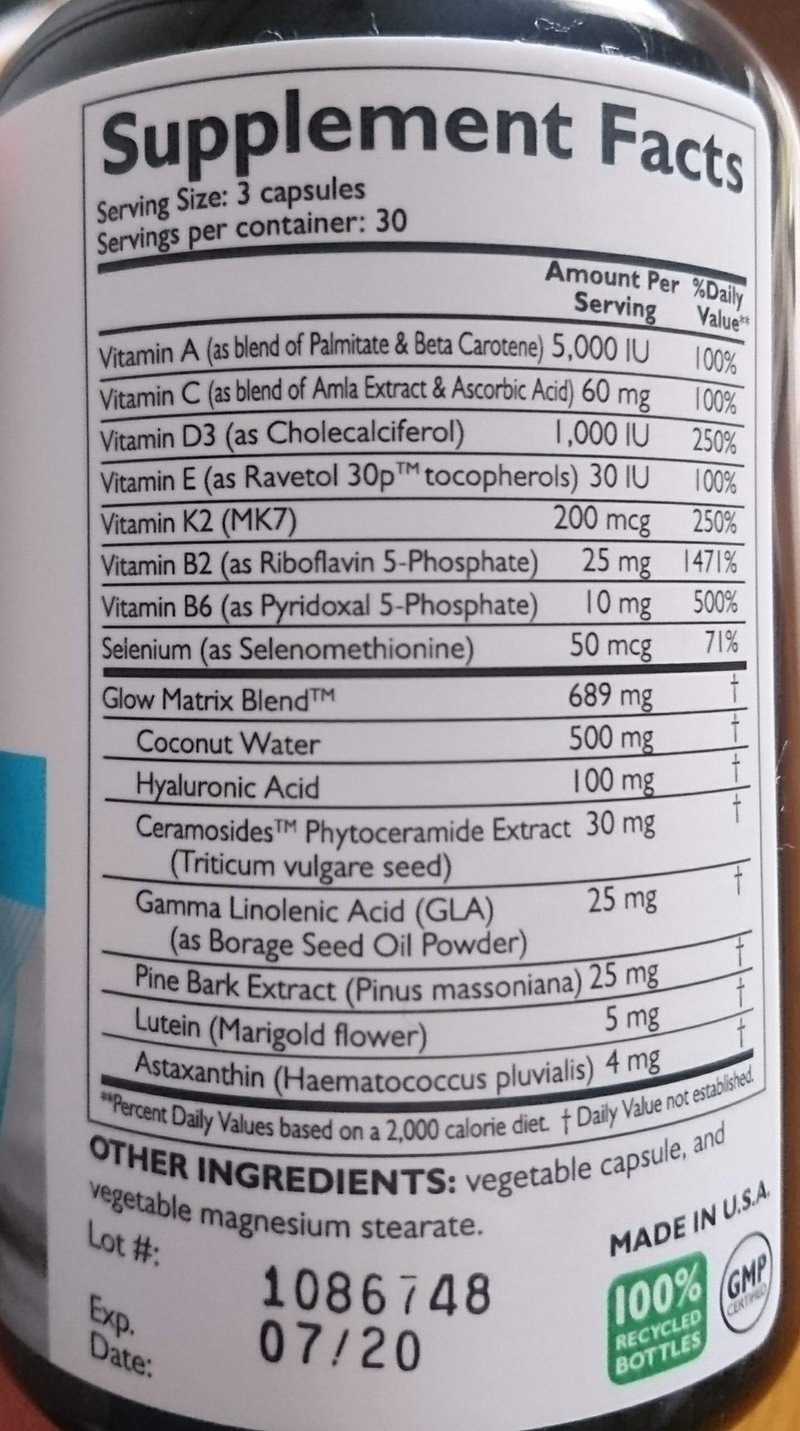 Supplement Facts
Serving Size: 3 capsules
Servings per container: 30
Amount Per Serving %Daily Value**
Vitamin A (as blend of Palmitate & Beta Carotene) 5,000 IU 100%
Vitamin C (as blend of Amla Extract & Ascorbic Acid) 60 mg 100%
Vitamin D3 (as Cholecalciferol) 1,000 IU 250%
Vitamin E (as Ravetol 30p™ tocopherols) 30 IU 100%
Vitamin K2 (MK7) 200 mcg 250%
Vitamin B2 (as Riboflavin 5-Phosphate) 25 mg 1471%
Vitamin B6 (as Pyridoxal 5-Phosphate) 10 mg 500%
Selenium (as Selenomethionine) 50 mcg 71%
Glow Matrix Blend™ 689 mg †
Coconut Water 500 mg †
Hyaluronic Acid 100 mg †
Ceramosides™ Phytoceramide Extract 30 mg †
(Triticum vulgare seed)
Gamma Linolenic Acid (GLA) 25 mg †
(as Borage Seed Oil Powder)
Pine Bark Extract (Pinus massoniana) 25 mg †
Lutein (Marigold flower) 5 mg †
Astaxanthin (Haematococcus pluvialis) 4 mg †
**Percent Daily Values based on a 2,000 calorie diet. † Daily Value not established.
OTHER INGREDIENTS: vegetable capsule, and
vegetable magnesium stearate.
Lot #: 1086748
Exp. Date: 07/20
MADE IN U.S.A.
100%
RECYCLED
BOTTLES
GMP
CERTIFIED